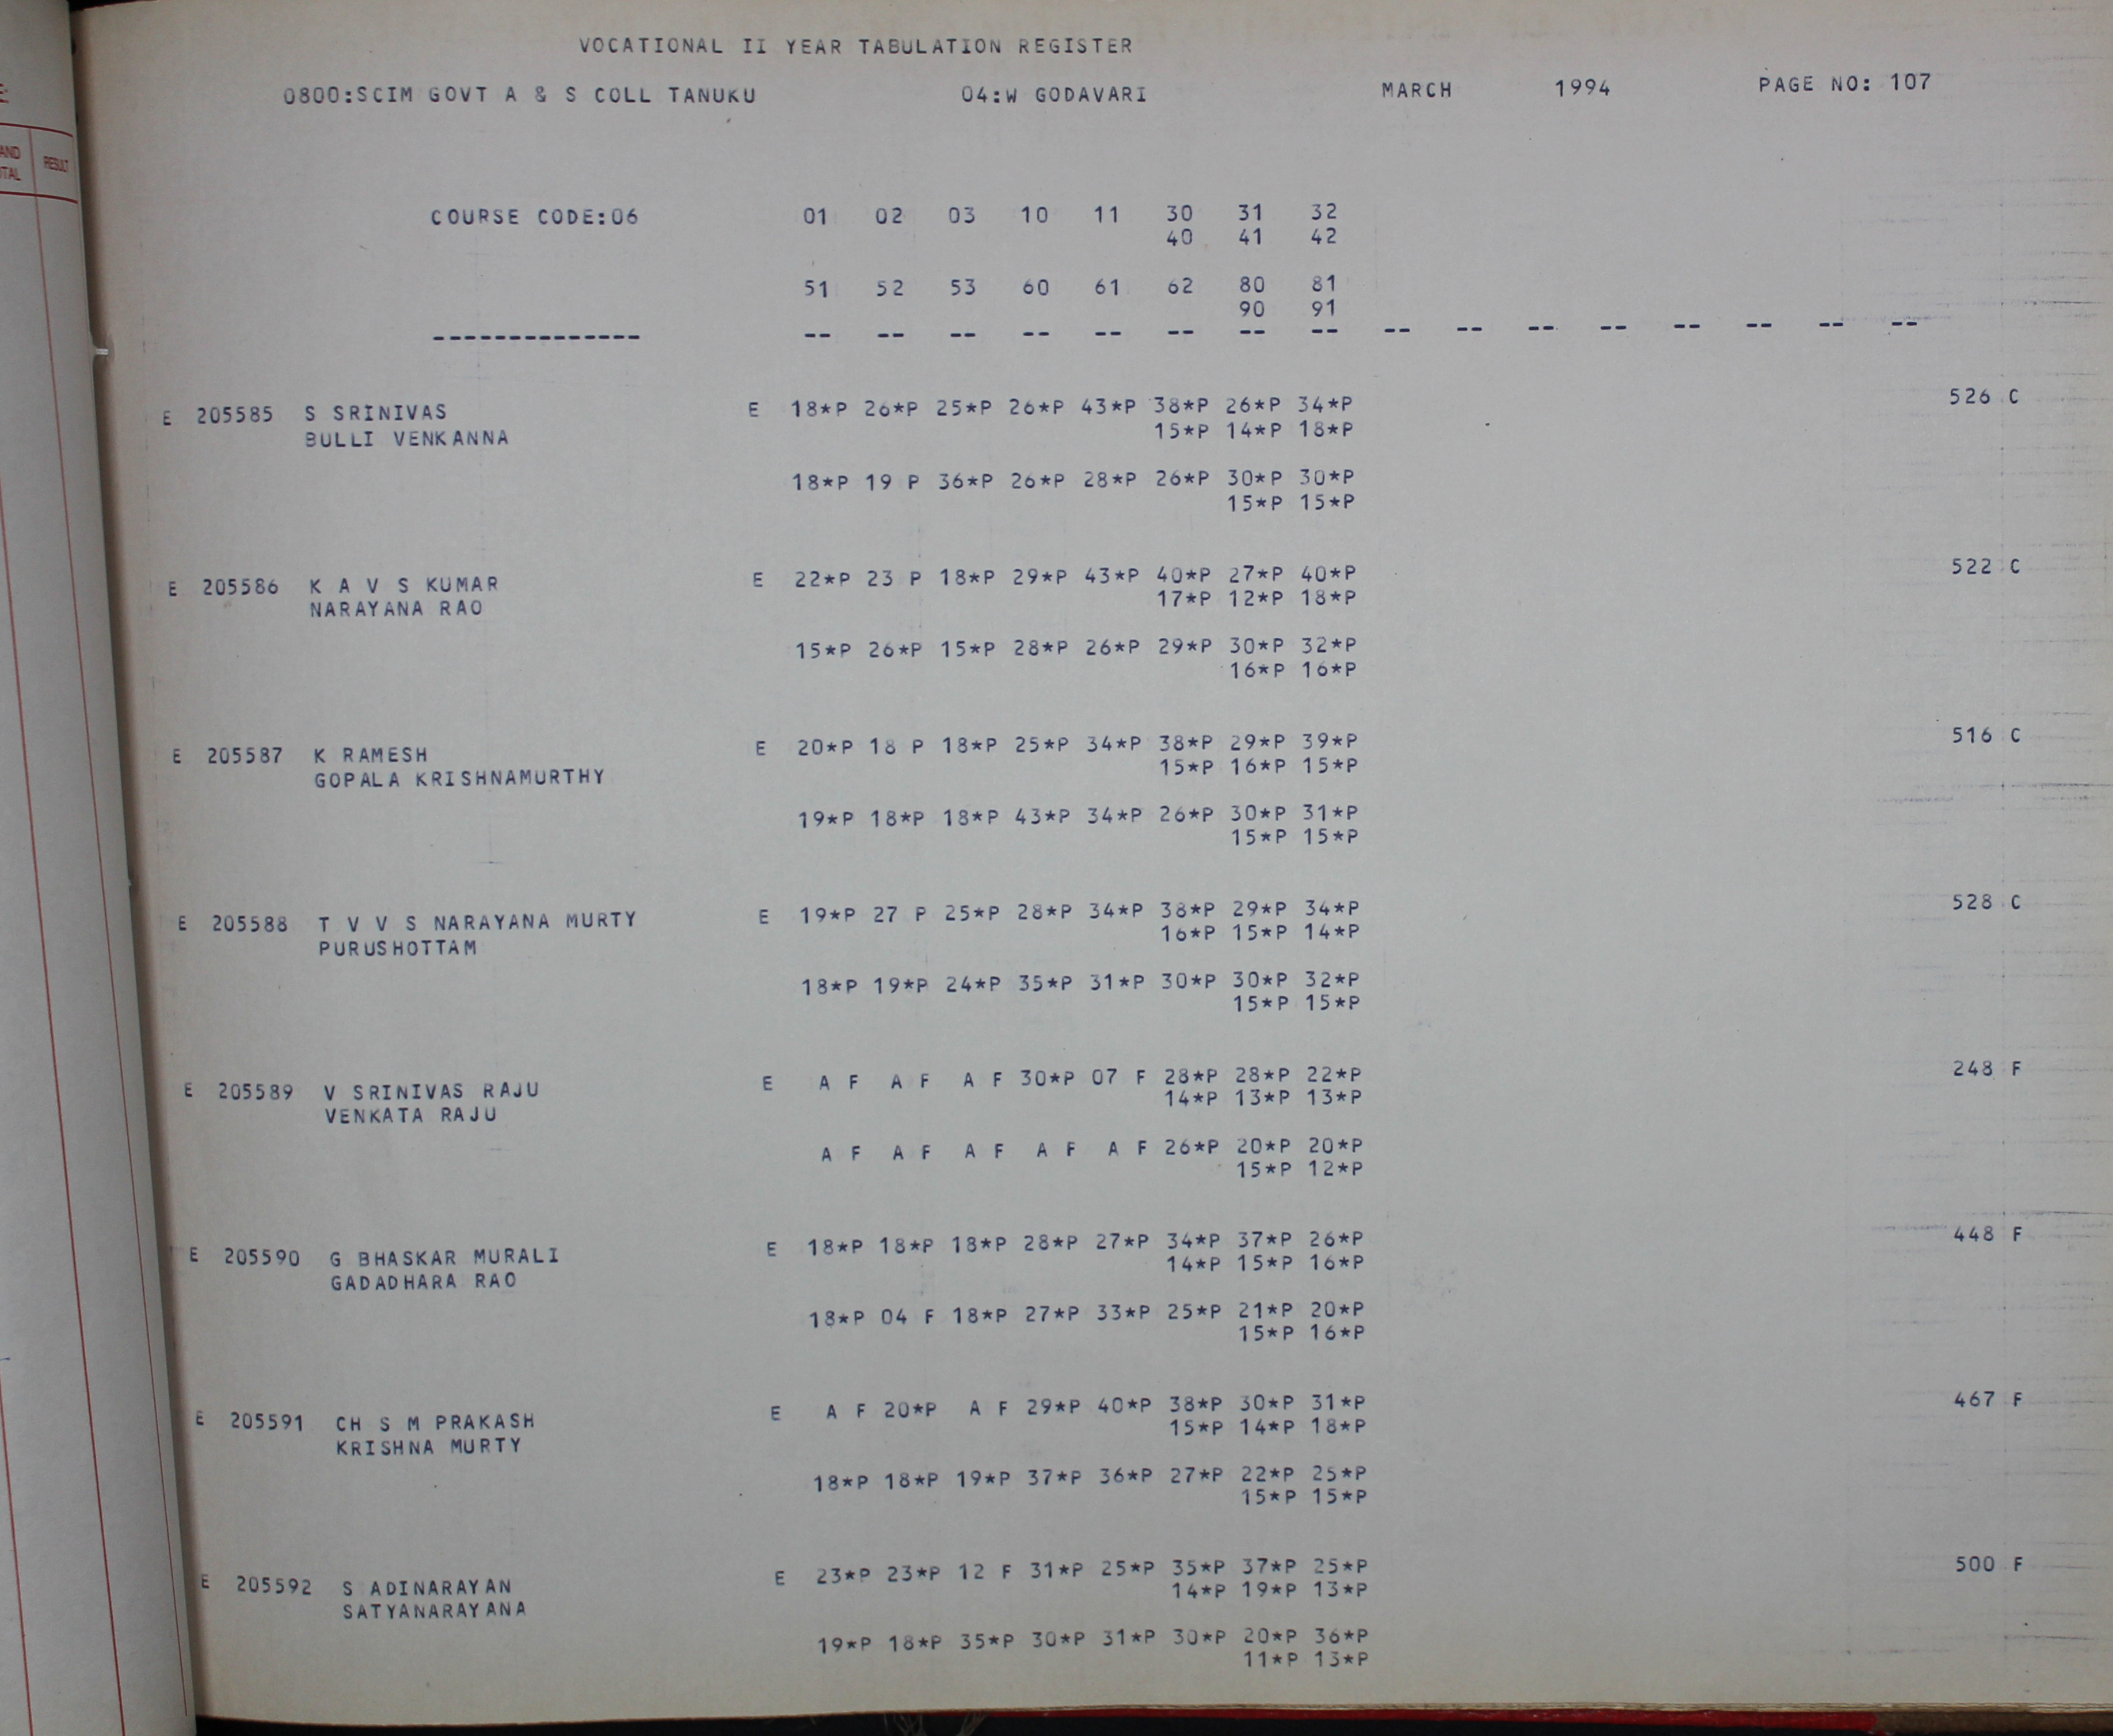 VOCATIONAL II YEAR TABULATION REGISTER
0800:SCIM GOVT A & S COLL TANUKU 04:W GODAVARI MARCH 1994 PAGE NO: 107
AND
RESULT
COURSE CODE:06 01 02 03 10 11 30 31 32
40 41 42
51 52 53 60 61 62 80 81
90 91
-------------- -- -- -- -- -- -- -- -- -- -- -- -- -- -- -- --
E 205585 S SRINIVAS E 18*P 26*P 25*P 26*P 43*P 38*P 26*P 34*P 526 C
BULLI VENKANNA 15*P 14*P 18*P
18*P 19 P 36*P 26*P 28*P 26*P 30*P 30*P
15*P 15*P
E 205586 K A V S KUMAR E 22*P 23 P 18*P 29*P 43*P 40*P 27*P 40*P 522 C
NARAYANA RAO 17*P 12*P 18*P
15*P 26*P 15*P 28*P 26*P 29*P 30*P 32*P
16*P 16*P
E 205587 K RAMESH E 20*P 18 P 18*P 25*P 34*P 38*P 29*P 39*P 516 C
GOPALA KRISHNAMURTHY 15*P 16*P 15*P
19*P 18*P 18*P 43*P 34*P 26*P 30*P 31*P
15*P 15*P
E 205588 T V V S NARAYANA MURTY E 19*P 27 P 25*P 28*P 34*P 38*P 29*P 34*P 528 C
PURUSHOTTAM 16*P 15*P 14*P
18*P 19*P 24*P 35*P 31*P 30*P 30*P 32*P
15*P 15*P
E 205589 V SRINIVAS RAJU E A F A F A F 30*P 07 F 28*P 28*P 22*P 248 F
VENKATA RAJU 14*P 13*P 13*P
A F A F A F A F A F 26*P 20*P 20*P
15*P 12*P
E 205590 G BHASKAR MURALI E 18*P 18*P 18*P 28*P 27*P 34*P 37*P 26*P 448 F
GADADHARA RAO 14*P 15*P 16*P
18*P 04 F 18*P 27*P 33*P 25*P 21*P 20*P
15*P 16*P
E 205591 CH S M PRAKASH E A F 20*P A F 29*P 40*P 38*P 30*P 31*P 467 F
KRISHNA MURTY 15*P 14*P 18*P
18*P 18*P 19*P 37*P 36*P 27*P 22*P 25*P
15*P 15*P
E 205592 S ADINARAYAN E 23*P 23*P 12 F 31*P 25*P 35*P 37*P 25*P 500 F
SATYANARAYANA 14*P 19*P 13*P
19*P 18*P 35*P 30*P 31*P 30*P 20*P 36*P
11*P 13*P